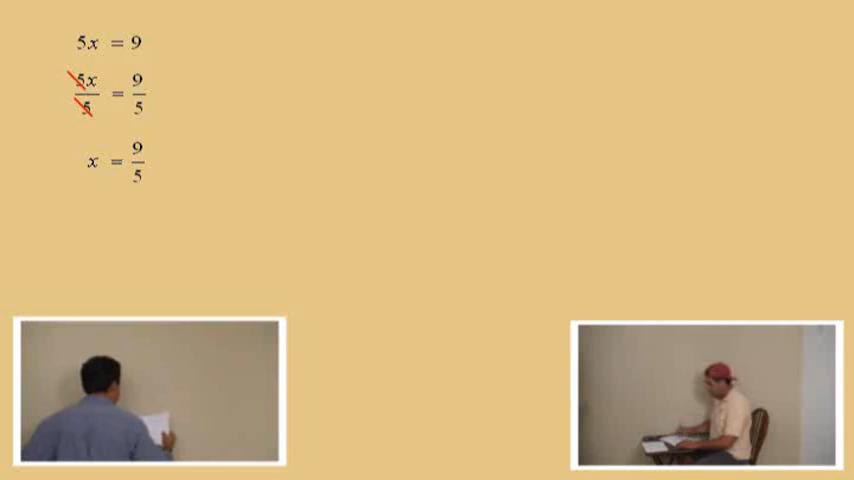 5x = 9
5x/5 = 9/5
x = 9/5